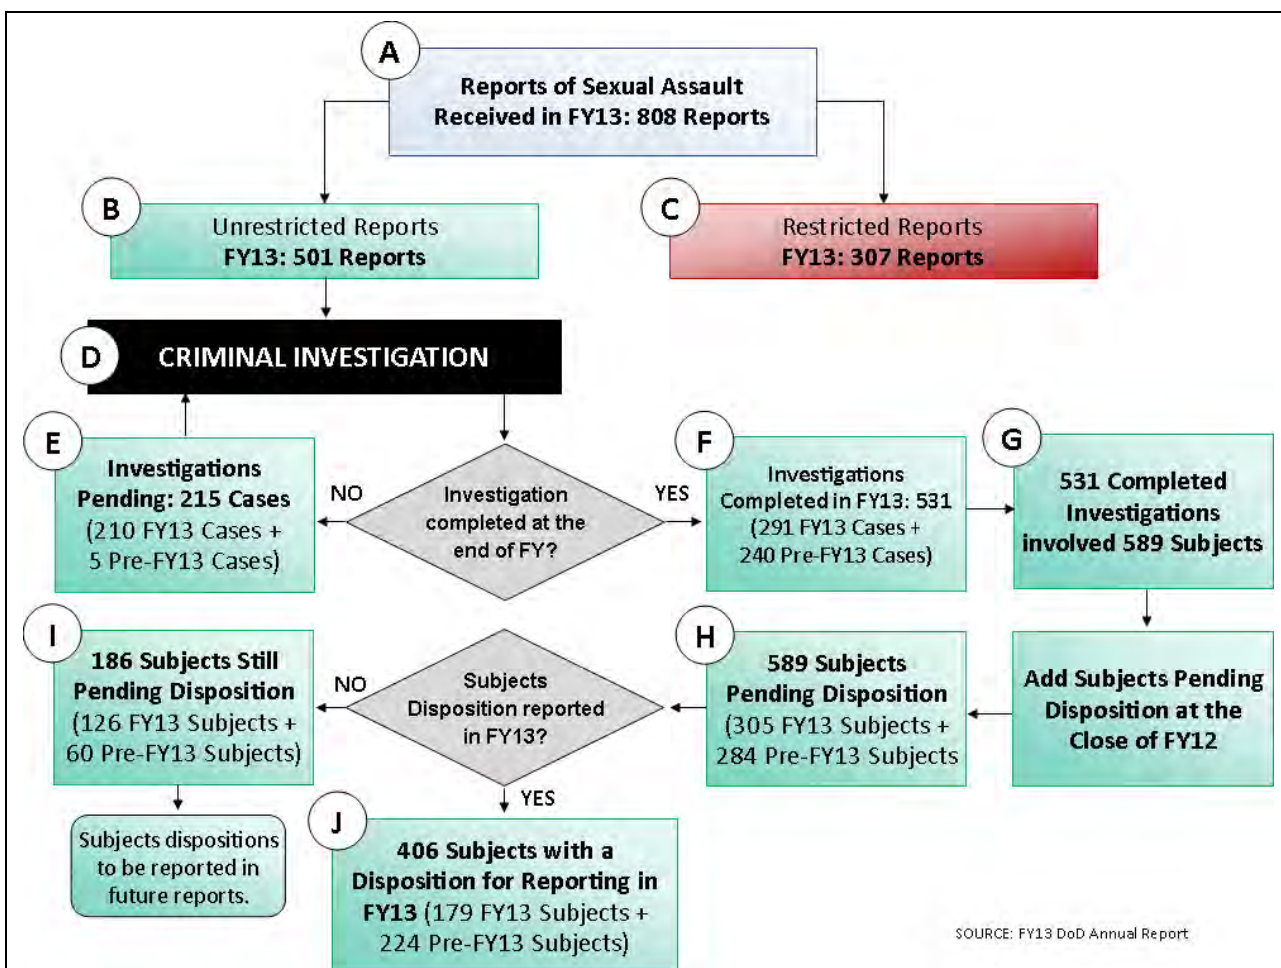 A
Reports of Sexual Assault
Received in FY13: 808 Reports
B
Unrestricted Reports
FY13: 501 Reports
C
Restricted Reports
FY13: 307 Reports
D
CRIMINAL INVESTIGATION
E
Investigations
Pending: 215 Cases
(210 FY13 Cases +
5 Pre-FY13 Cases)
NO
Investigation
completed at the
end of FY?
YES
F
Investigations
Completed in FY13: 531
(291 FY13 Cases +
240 Pre-FY13 Cases)
G
531 Completed
Investigations
involved 589 Subjects
Add Subjects Pending
Disposition at the
Close of FY12
H
589 Subjects
Pending Disposition
(305 FY13 Subjects +
284 Pre-FY13 Subjects
Subjects
Disposition reported
in FY13?
NO
I
186 Subjects Still
Pending Disposition
(126 FY13 Subjects +
60 Pre-FY13 Subjects)
Subjects dispositions
to be reported in
future reports.
YES
J
406 Subjects with a
Disposition for Reporting in
FY13 (179 FY13 Subjects +
224 Pre-FY13 Subjects)
SOURCE: FY13 DoD Annual Report